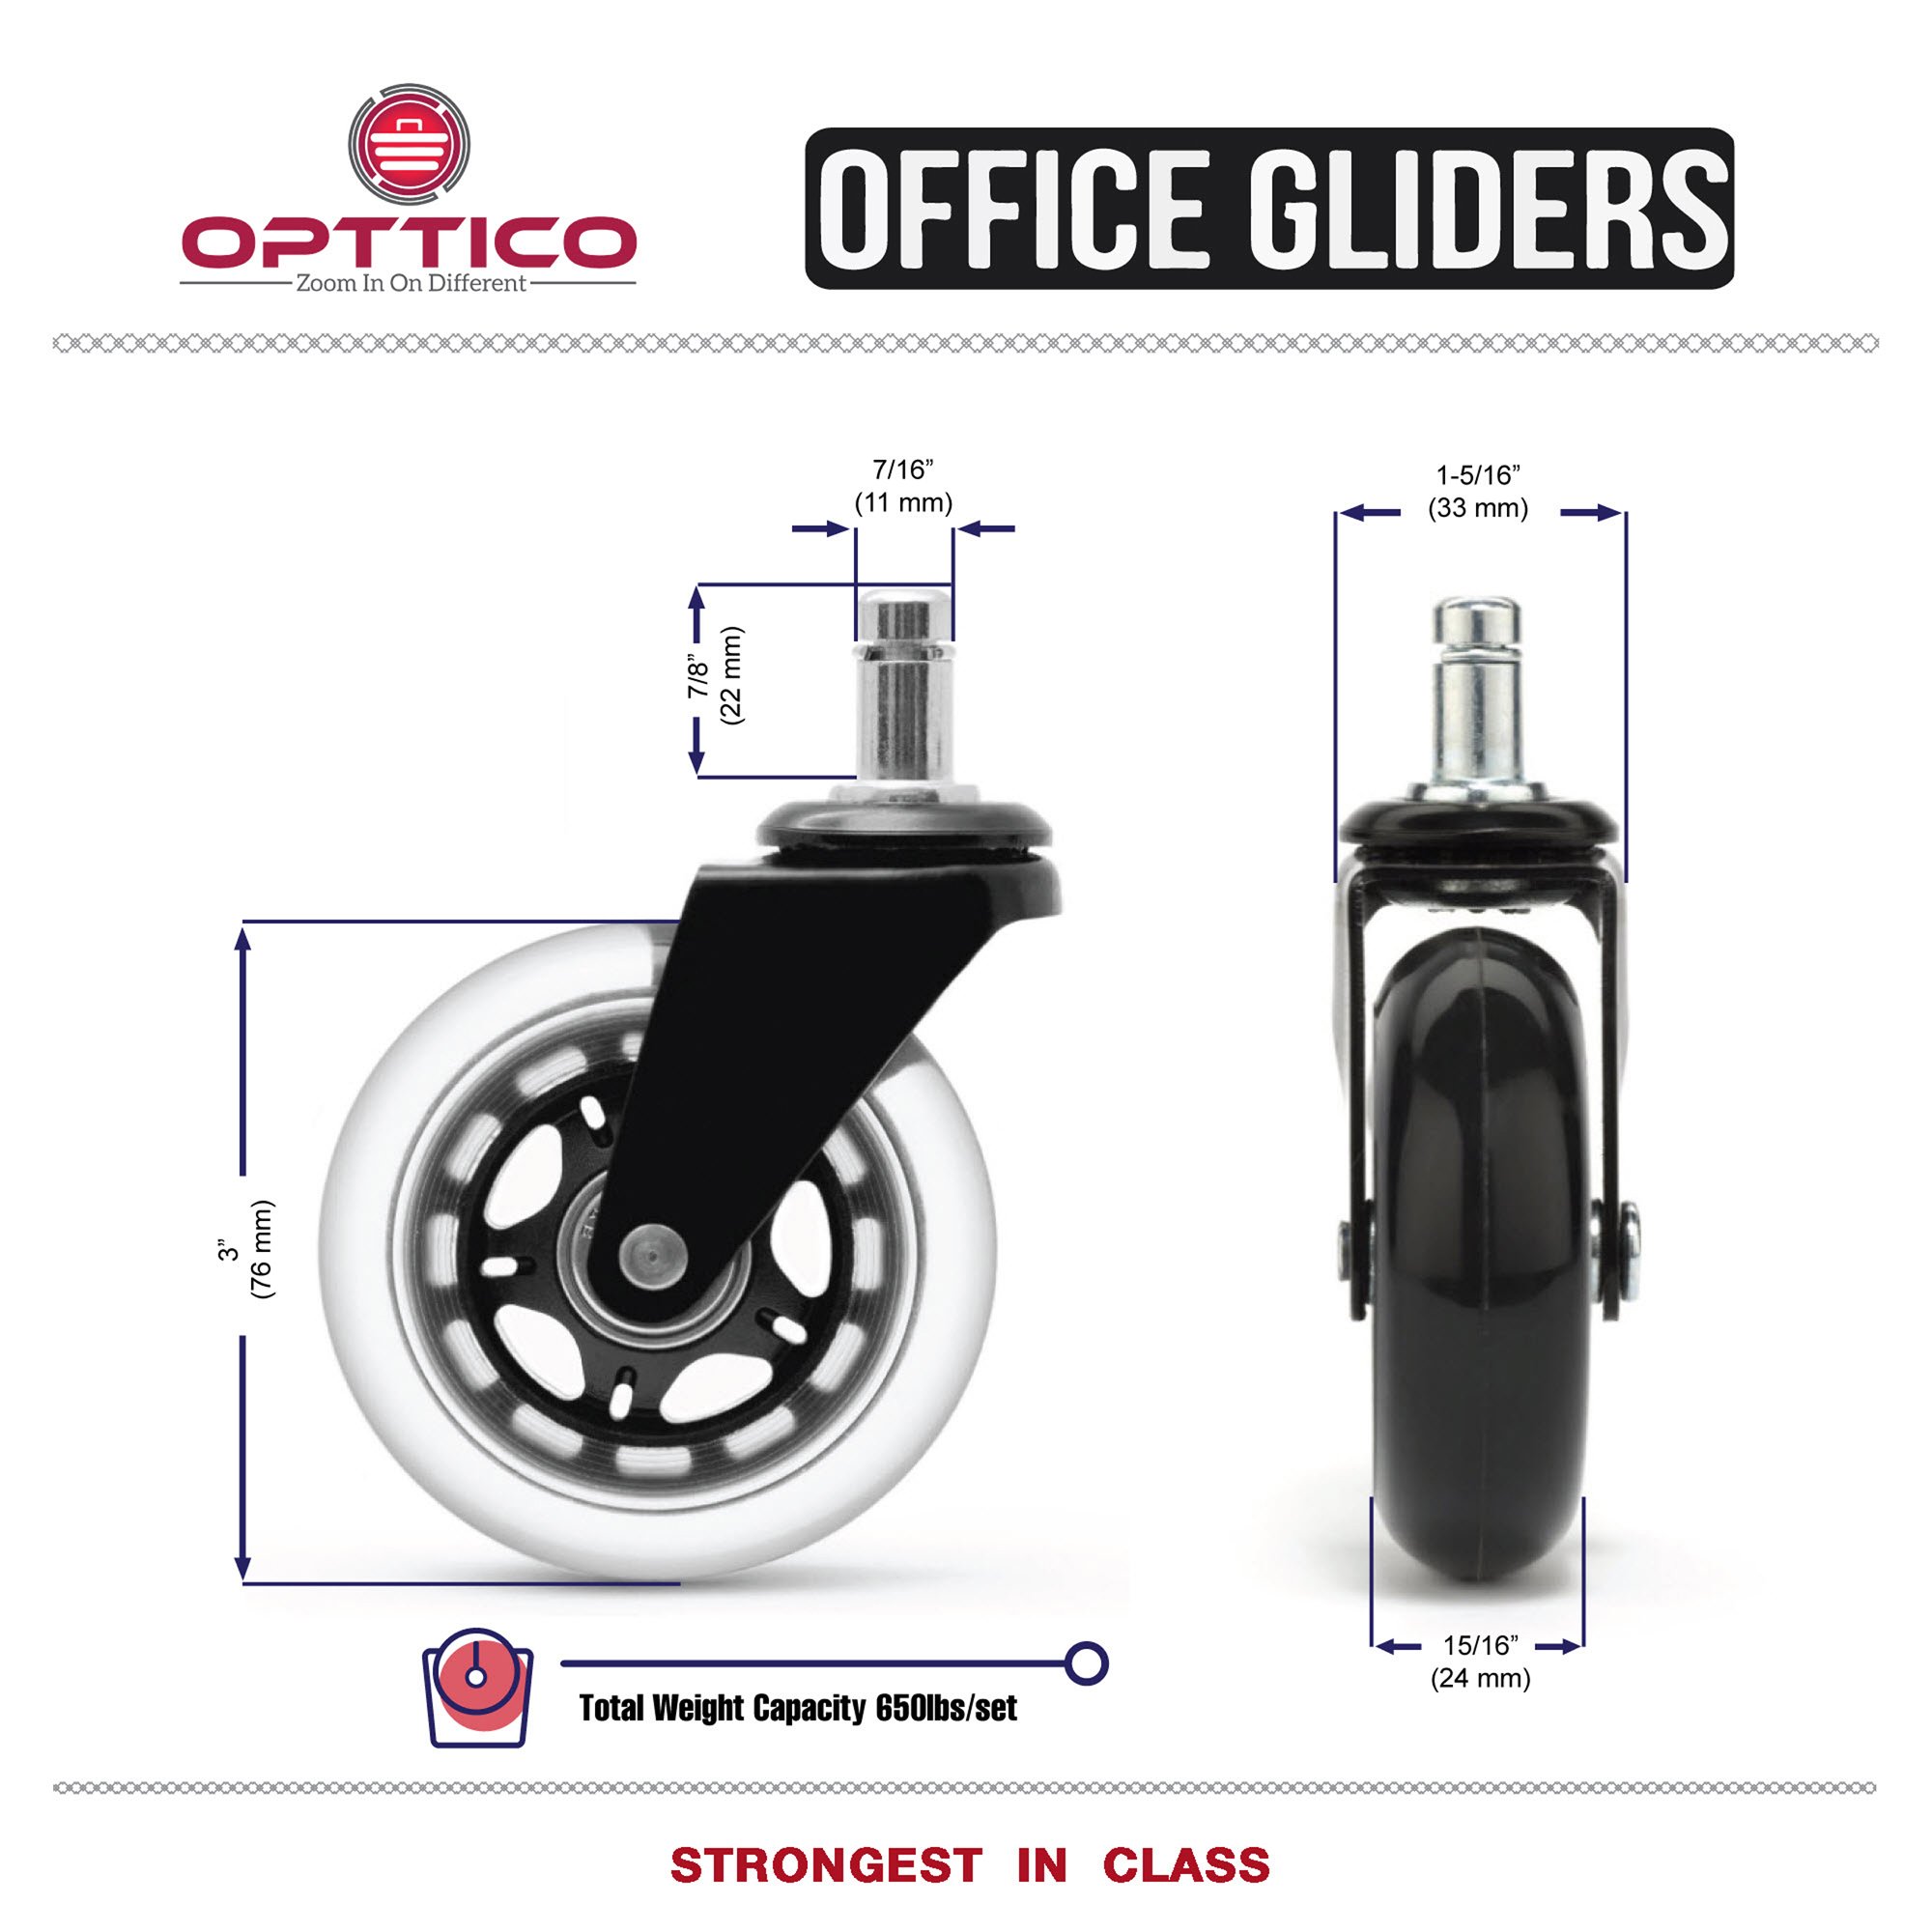 OPTTICO
Zoom In On Different
OFFICE GLIDERS
7/16”
(11 mm)
1-5/16”
(33 mm)
7/8”
(22 mm)
3”
(76 mm)
15/16”
(24 mm)
Total Weight Capacity 650lbs/set
STRONGEST IN CLASS